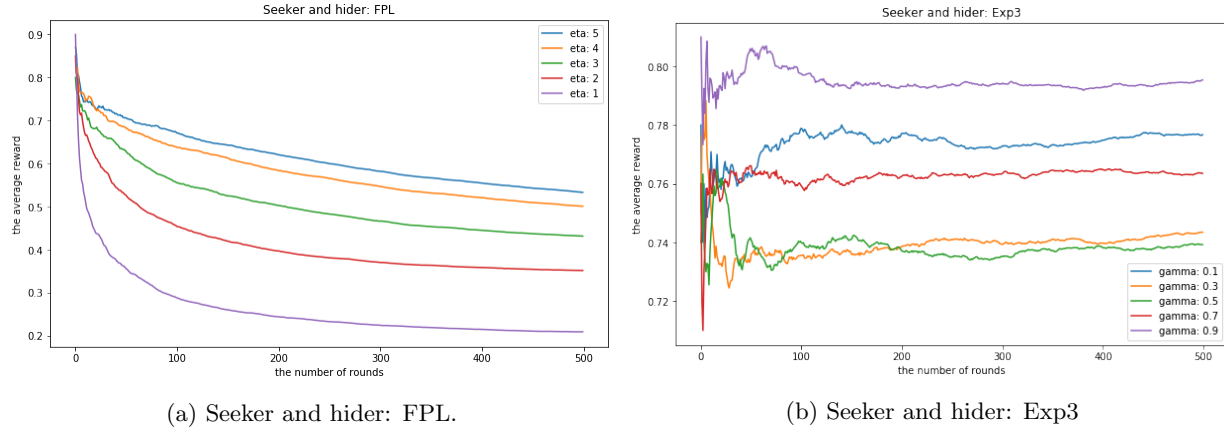 Seeker and hider: FPL
the average reward
0.9
0.8
0.7
0.6
0.5
0.4
0.3
0.2
0
100
200
300
400
500
the number of rounds
eta: 5
eta: 4
eta: 3
eta: 2
eta: 1
(a) Seeker and hider: FPL.
Seeker and hider: Exp3
the average reward
0.80
0.78
0.76
0.74
0.72
0
100
200
300
400
500
the number of rounds
gamma: 0.1
gamma: 0.3
gamma: 0.5
gamma: 0.7
gamma: 0.9
(b) Seeker and hider: Exp3